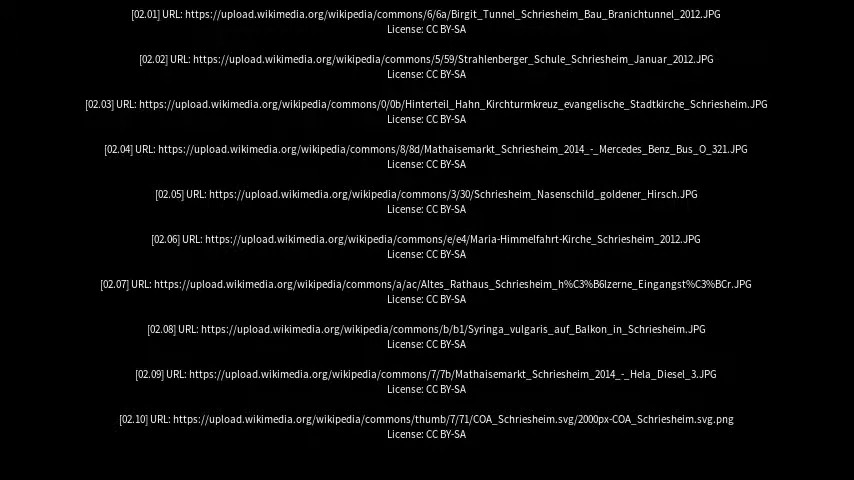 [02.01] URL: https://upload.wikimedia.org/wikipedia/commons/6/6a/Birgit_Tunnel_Schriesheim_Bau_Branichtunnel_2012.JPG
License: CC BY-SA
[02.02] URL: https://upload.wikimedia.org/wikipedia/commons/5/59/Strahlenberger_Schule_Schriesheim_Januar_2012.JPG
License: CC BY-SA
[02.03] URL: https://upload.wikimedia.org/wikipedia/commons/0/0b/Hinterteil_Hahn_Kirchturmkreuz_evangelische_Stadtkirche_Schriesheim.JPG
License: CC BY-SA
[02.04] URL: https://upload.wikimedia.org/wikipedia/commons/8/8d/Mathaisemarkt_Schriesheim_2014_-_Mercedes_Benz_Bus_O_321.JPG
License: CC BY-SA
[02.05] URL: https://upload.wikimedia.org/wikipedia/commons/3/30/Schriesheim_Nasenschild_goldener_Hirsch.JPG
License: CC BY-SA
[02.06] URL: https://upload.wikimedia.org/wikipedia/commons/e/e4/Maria-Himmelfahrt-Kirche_Schriesheim_2012.JPG
License: CC BY-SA
[02.07] URL: https://upload.wikimedia.org/wikipedia/commons/a/ac/Altes_Rathaus_Schriesheim_h%C3%B6lzerne_Eingangst%C3%BCr.JPG
License: CC BY-SA
[02.08] URL: https://upload.wikimedia.org/wikipedia/commons/b/b1/Syringa_vulgaris_auf_Balkon_in_Schriesheim.JPG
License: CC BY-SA
[02.09] URL: https://upload.wikimedia.org/wikipedia/commons/7/7b/Mathaisemarkt_Schriesheim_2014_-_Hela_Diesel_3.JPG
License: CC BY-SA
[02.10] URL: https://upload.wikimedia.org/wikipedia/commons/thumb/7/71/COA_Schriesheim.svg/2000px-COA_Schriesheim.svg.png
License: CC BY-SA